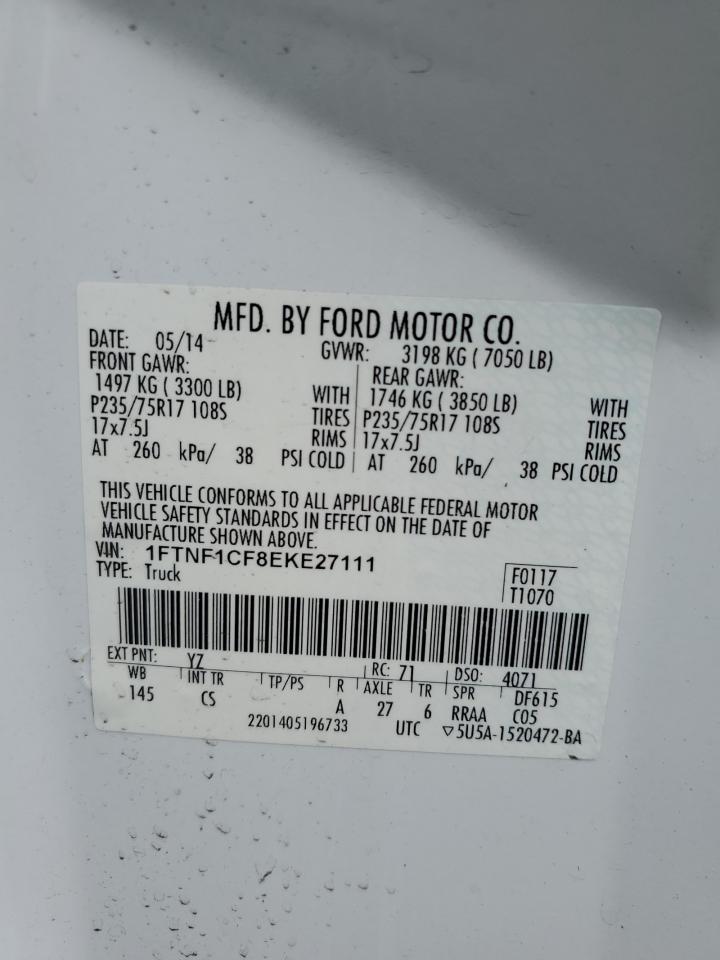 MFD. BY FORD MOTOR CO.
DATE: 05/14 GVWR: 3198 KG ( 7050 LB)
FRONT GAWR: REAR GAWR:
1497 KG ( 3300 LB) WITH 1746 KG ( 3850 LB) WITH
P235/75R17 108S TIRES P235/75R17 108S TIRES
17x7.5J RIMS 17x7.5J RIMS
AT 260 kPa/ 38 PSI COLD AT 260 kPa/ 38 PSI COLD
THIS VEHICLE CONFORMS TO ALL APPLICABLE FEDERAL MOTOR
VEHICLE SAFETY STANDARDS IN EFFECT ON THE DATE OF
MANUFACTURE SHOWN ABOVE.
VIN: 1FTNF1CF8EKE27111
TYPE: Truck F0117
T1070
EXT PNT: YZ RC: 71 DSO: 4071
WB INT TR TP/PS R AXLE TR SPR DF615
145 CS A 27 6 RRAA C05
2201405196733 UTC ▽5U5A-1520472-BA